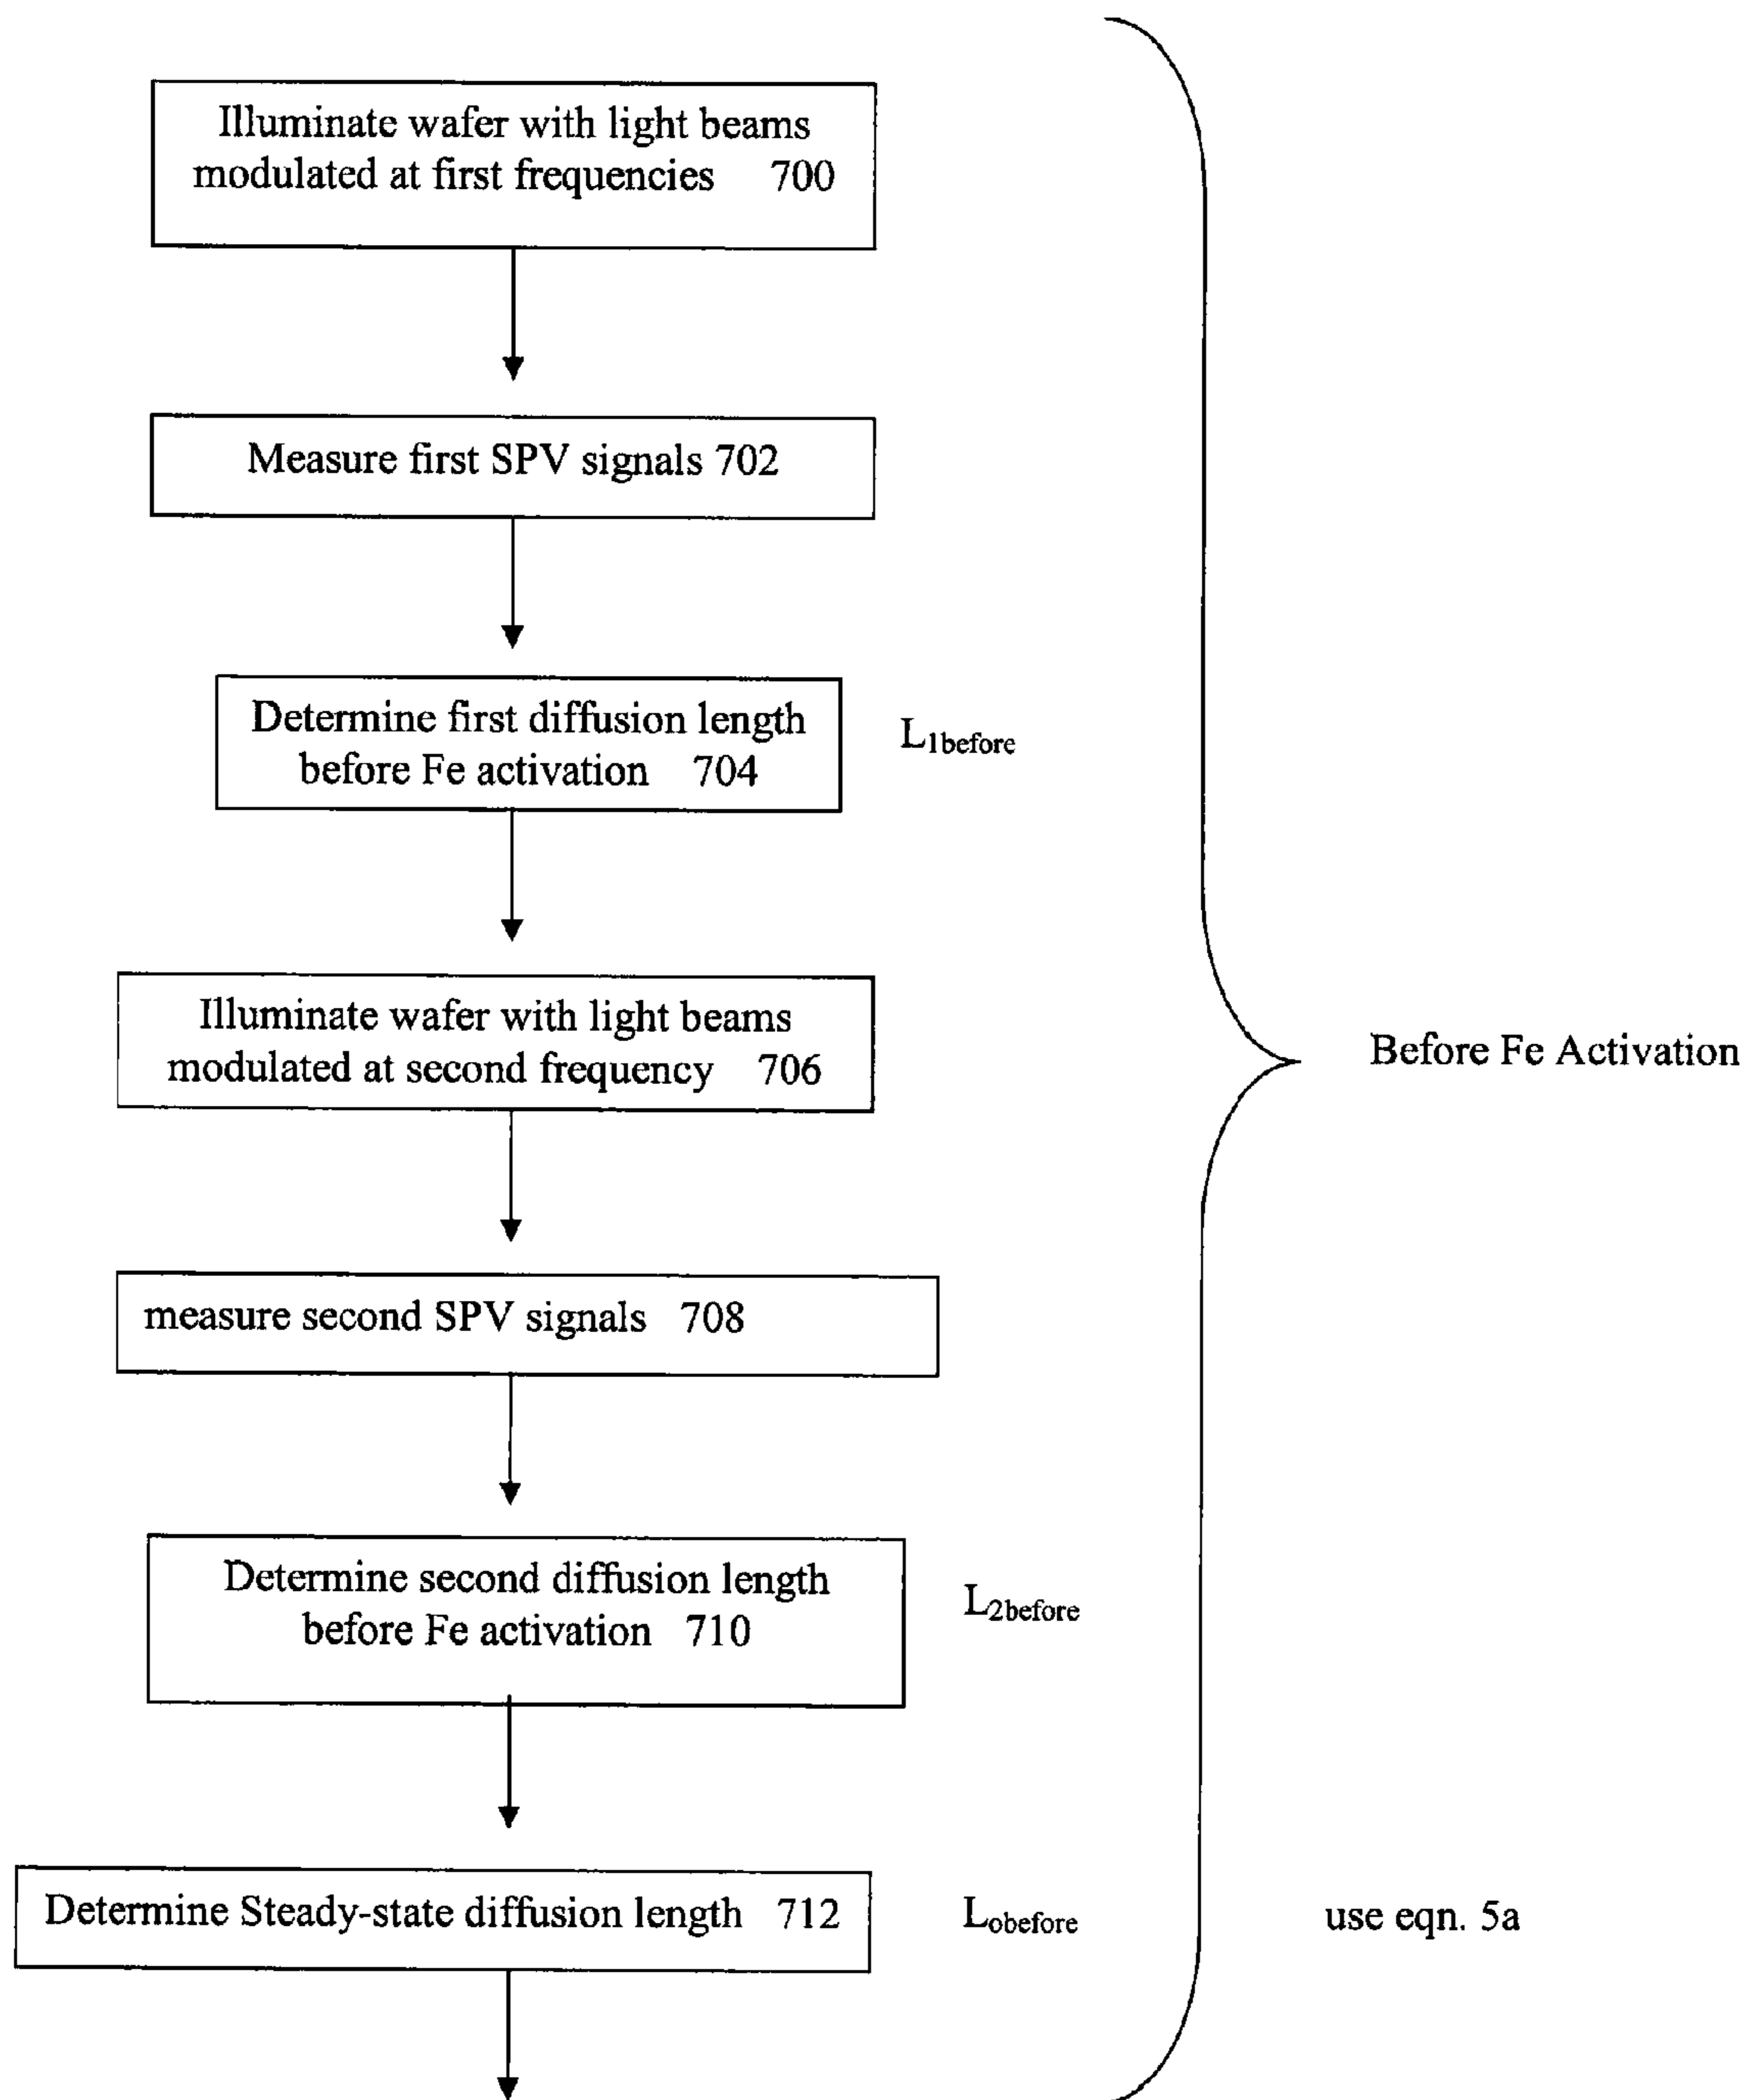 Illuminate wafer with light beams
modulated at first frequencies 700
Measure first SPV signals 702
Determine first diffusion length
before Fe activation 704
L1before
Illuminate wafer with light beams
modulated at second frequency 706
Before Fe Activation
measure second SPV signals 708
Determine second diffusion length
before Fe activation 710
L2before
Determine Steady-state diffusion length 712
Lobefore
use eqn. 5a